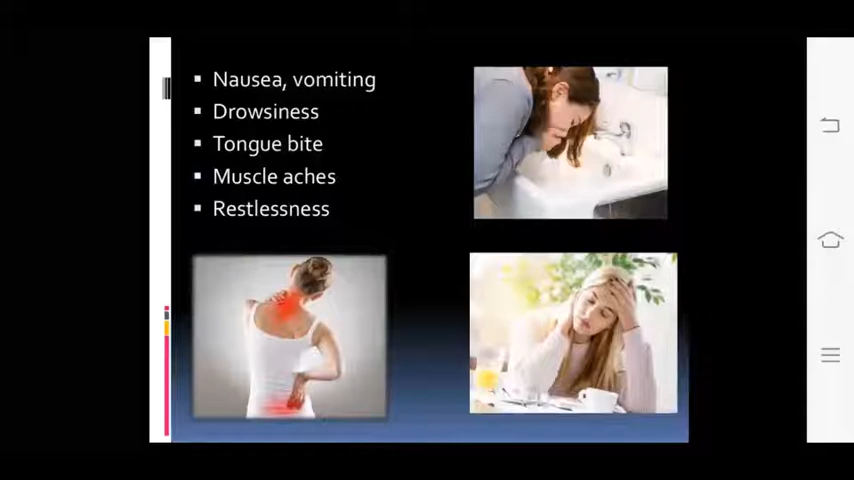 Nausea, vomiting
Drowsiness
Tongue bite
Muscle aches
Restlessness